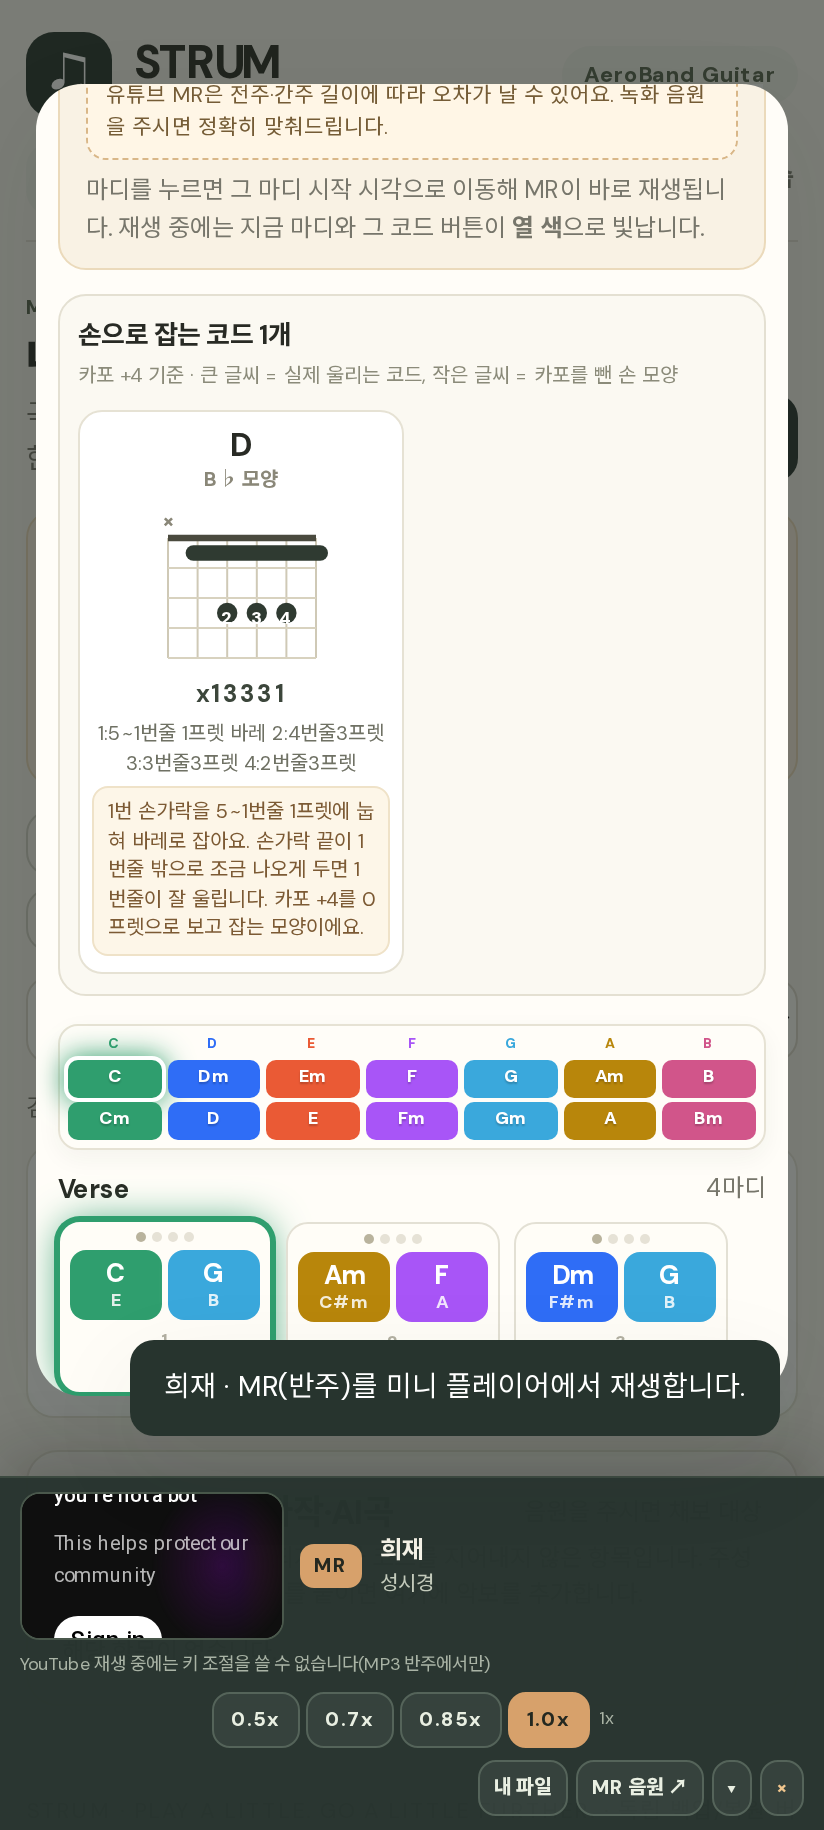 STRUM
AeroBand Guitar
유튜브 MR은 전주·간주 길이에 따라 오차가 날 수 있어요. 녹화 음원
을 주시면 정확히 맞춰드립니다.
마디를 누르면 그 마디 시작 시각으로 이동해 MR이 바로 재생됩니
다. 재생 중에는 지금 마디와 그 코드 버튼이 열 색으로 빛납니다.
손으로 잡는 코드 1개
카포 +4 기준 · 큰 글씨 = 실제 울리는 코드, 작은 글씨 = 카포를 뺀 손 모양
D
B♭ 모양
×
2 3 4
x13331
1:5~1번줄 1프렛 바레 2:4번줄3프렛
3:3번줄3프렛 4:2번줄3프렛
1번 손가락을 5~1번줄 1프렛에 눕
혀 바레로 잡아요. 손가락 끝이 1
번줄 밖으로 조금 나오게 두면 1
번줄이 잘 울립니다. 카포 +4를 0
프렛으로 보고 잡는 모양이에요.
C D E F G A B
C Dm Em F G Am B
Cm D E Fm Gm A Bm
Verse
4마디
C G Am F Dm G
E B C#m A F#m B
희재 · MR(반주)를 미니 플레이어에서 재생합니다.
you're not a bot
This helps protect our
community
Sign in
MR
희재
성시경
YouTube 재생 중에는 키 조절을 쓸 수 없습니다(MP3 반주에서만)
0.5x 0.7x 0.85x 1.0x 1x
내 파일 MR 음원 ↗ ▾ ×